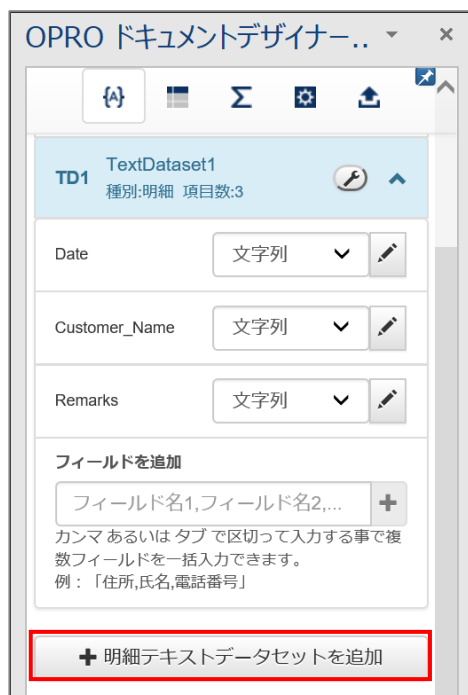 OPRO ドキュメントデザイナー..
{A}
Σ
TD1
TextDataset1
種別:明細 項目数:3
Date 文字列
Customer_Name 文字列
Remarks 文字列
フィールドを追加
フィールド名1,フィールド名2,...
カンマ あるいは タブ で区切って入力する事で複
数フィールドを一括入力できます。
例：「住所,氏名,電話番号」
明細テキストデータセットを追加